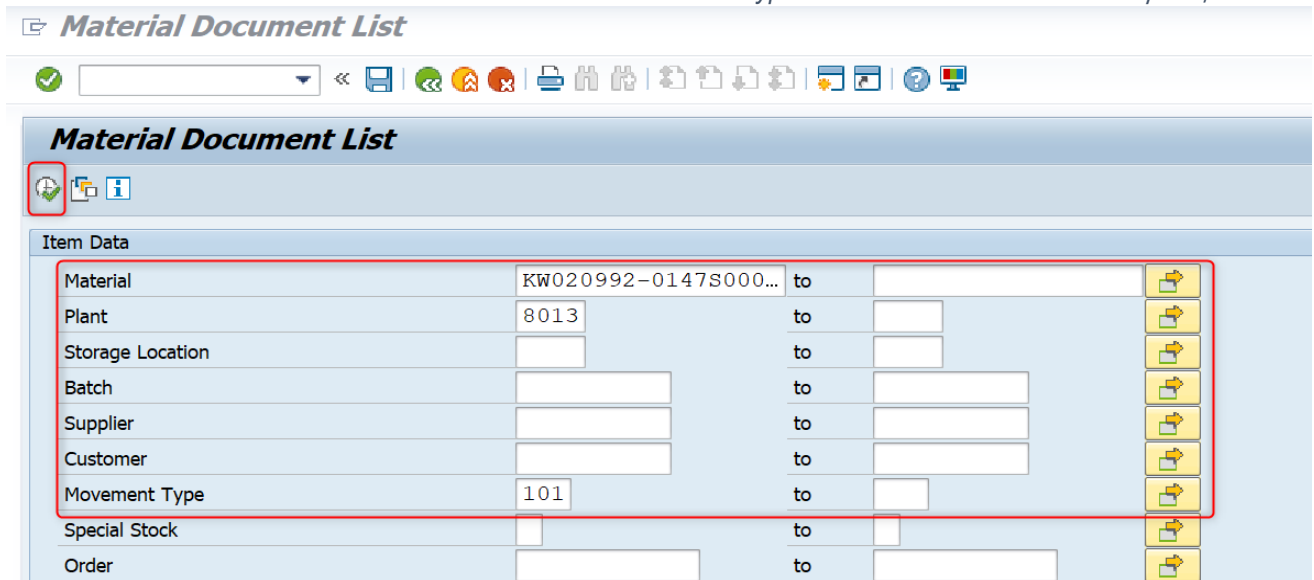 Material Document List
Material Document List
Item Data
Material KW020992-0147S000... to
Plant 8013 to
Storage Location to
Batch to
Supplier to
Customer to
Movement Type 101 to
Special Stock to
Order to